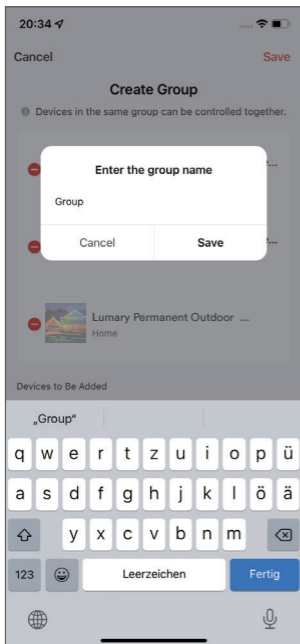 20:34
Cancel
Save
Create Group
Devices in the same group can be controlled together.
Enter the group name
Group
Cancel
Save
Lumary Permanent Outdoor ...
Home
Devices to Be Added
„Group“
q w e r t z u i o p ü
a s d f g h j k l ö ä
y x c v b n m
123
Leerzeichen
Fertig